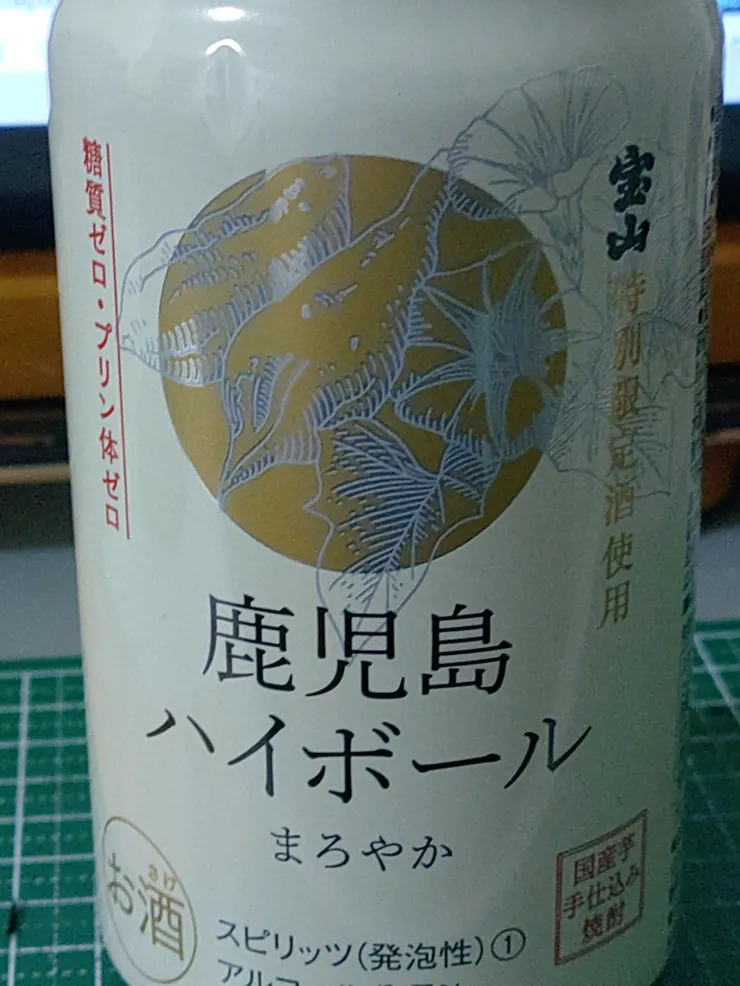 糖質ゼロ・プリン体ゼロ
宝山
特別限定酒使用
鹿児島
ハイボール
まろやか
お酒
さけ
国産芋
手仕込み
焼酎
スピリッツ(発泡性)①